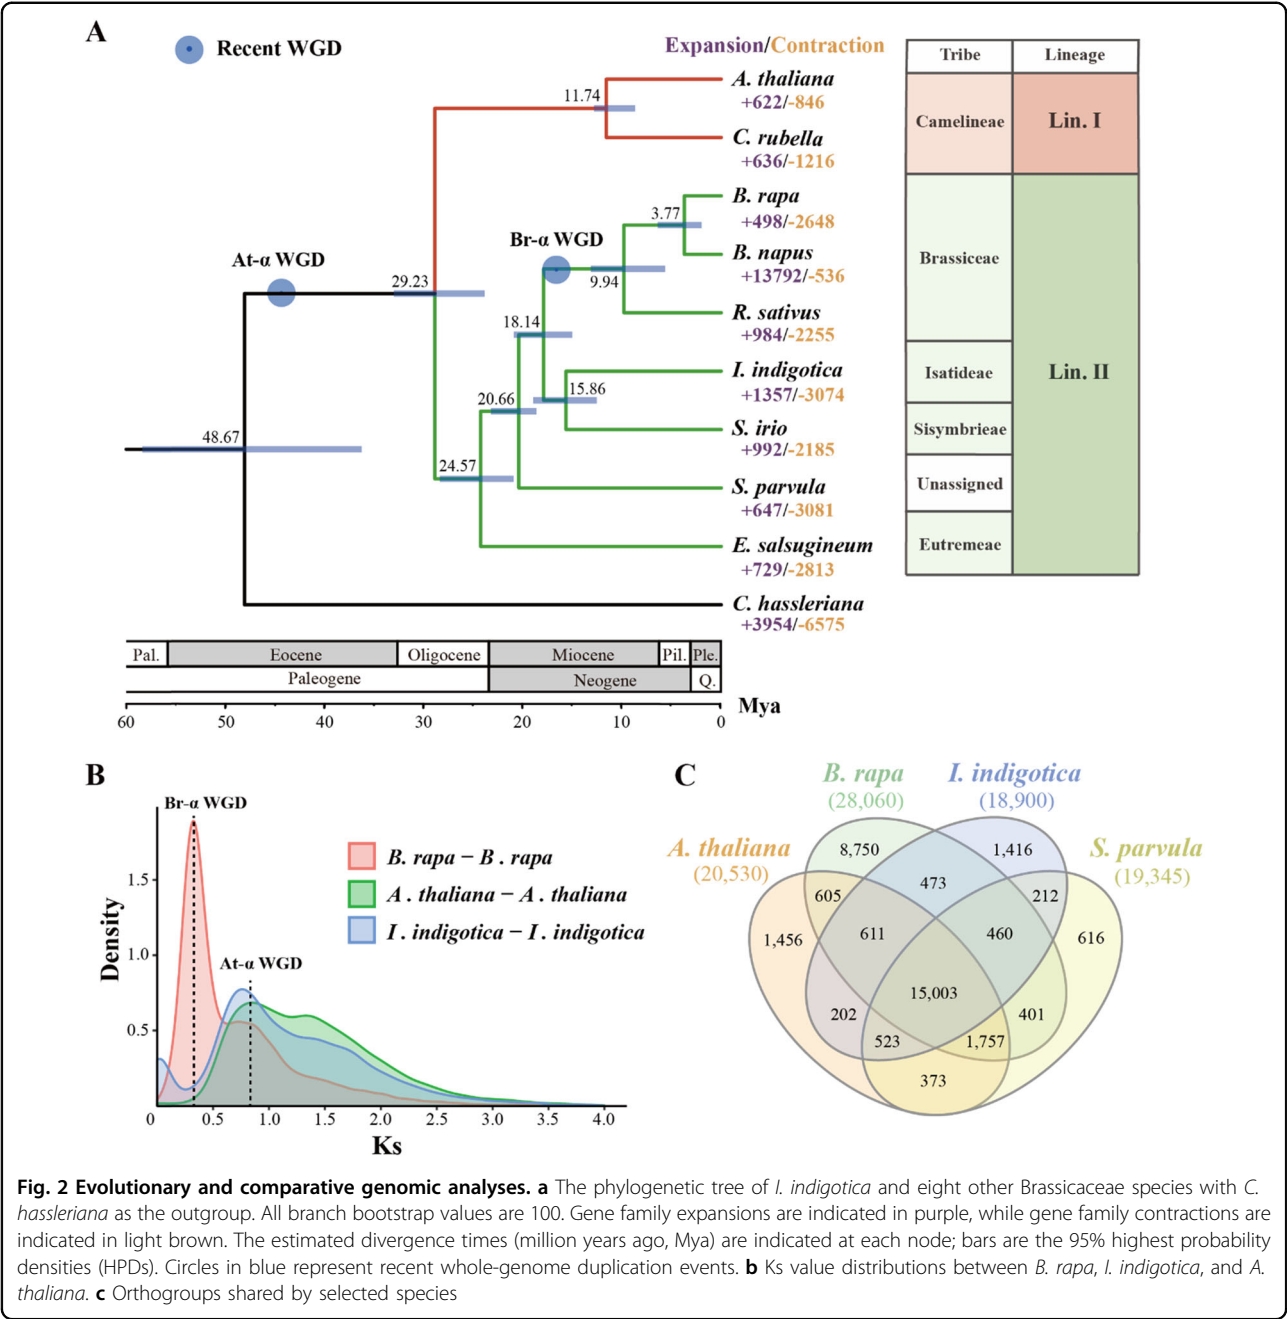 A
Recent WGD
Expansion/Contraction
Tribe
Lineage
A. thaliana
+622/-846
C. rubella
+636/-1216
B. rapa
+498/-2648
B. napus
+13792/-536
R. sativus
+984/-2255
I. indigotica
+1357/-3074
S. irio
+992/-2185
S. parvula
+647/-3081
E. salsugineum
+729/-2813
C. hassleriana
+3954/-6575
Camelineae
Lin. I
Brassiceae
Isatideae
Sisymbrieae
Unassigned
Eutremeae
Lin. II
11.74
3.77
Br-α WGD
At-α WGD
29.23
9.94
18.14
15.86
20.66
48.67
24.57
Pal. Eocene Oligocene Miocene Pil. Ple.
Paleogene Neogene Q.
Mya
60 50 40 30 20 10 0
B
Br-α WGD
B. rapa – B . rapa
A . thaliana – A . thaliana
I . indigotica – I . indigotica
At-α WGD
Density
1.5
1.0
0.5
0 0.5 1.0 1.5 2.0 2.5 3.0 3.5 4.0
Ks
C
B. rapa
(28,060)
I. indigotica
(18,900)
A. thaliana
(20,530)
S. parvula
(19,345)
8,750
1,416
473
605
212
1,456
611
460
616
15,003
202
401
523
1,757
373
Fig. 2 Evolutionary and comparative genomic analyses. a The phylogenetic tree of I. indigotica and eight other Brassicaceae species with C.
hassleriana as the outgroup. All branch bootstrap values are 100. Gene family expansions are indicated in purple, while gene family contractions are
indicated in light brown. The estimated divergence times (million years ago, Mya) are indicated at each node; bars are the 95% highest probability
densities (HPDs). Circles in blue represent recent whole-genome duplication events. b Ks value distributions between B. rapa, I. indigotica, and A.
thaliana. c Orthogroups shared by selected species